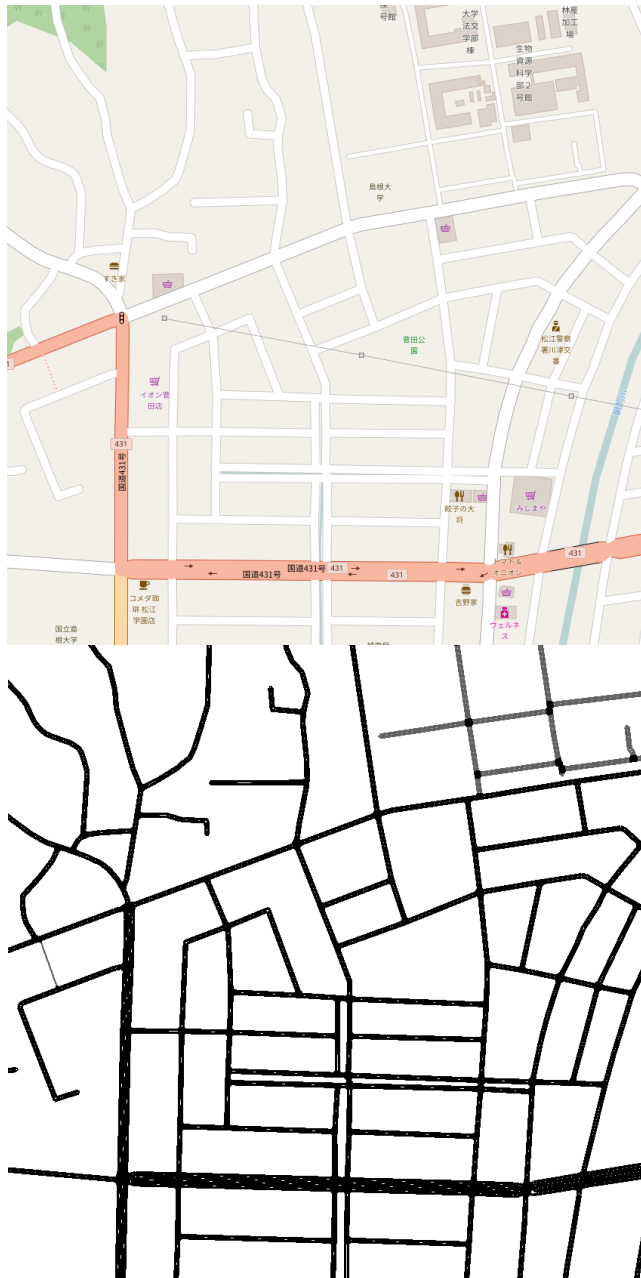 号館
大学
法文
学部
棟
林産
加工
場
生物
資源
科学
部２
号館
島根大
学
すき家
菅田公
園
松江警察
署川津交
番
朝酌川
イオン菅
田店
431
国道431号
餃子の大
将
みしまや
国道431号
431
国道431号
431
トマト&
オニオン
431
コメダ珈
琲 松江
学園店
吉野家
ウェルネ
ス
国立島
根大学